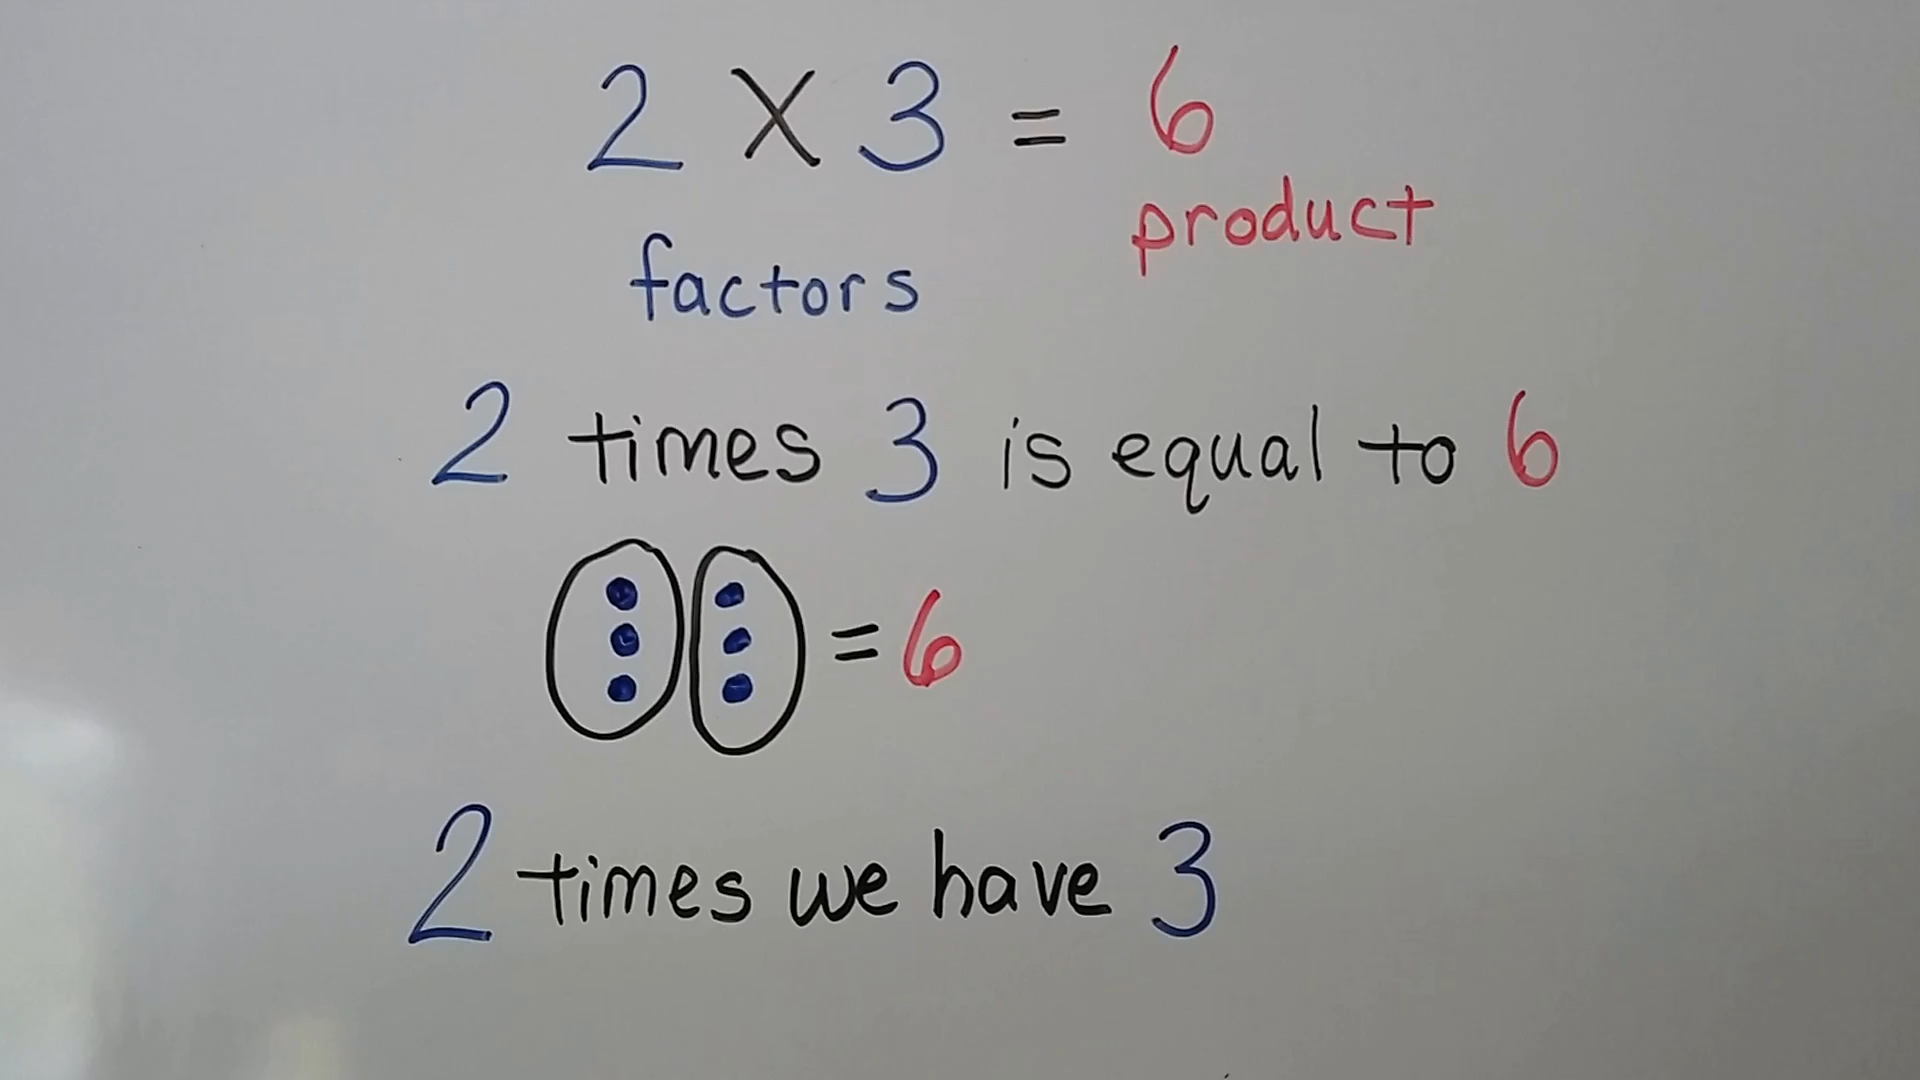 2 X 3 = 6
product
factors
2 times 3 is equal to 6
= 6
2 times we have 3